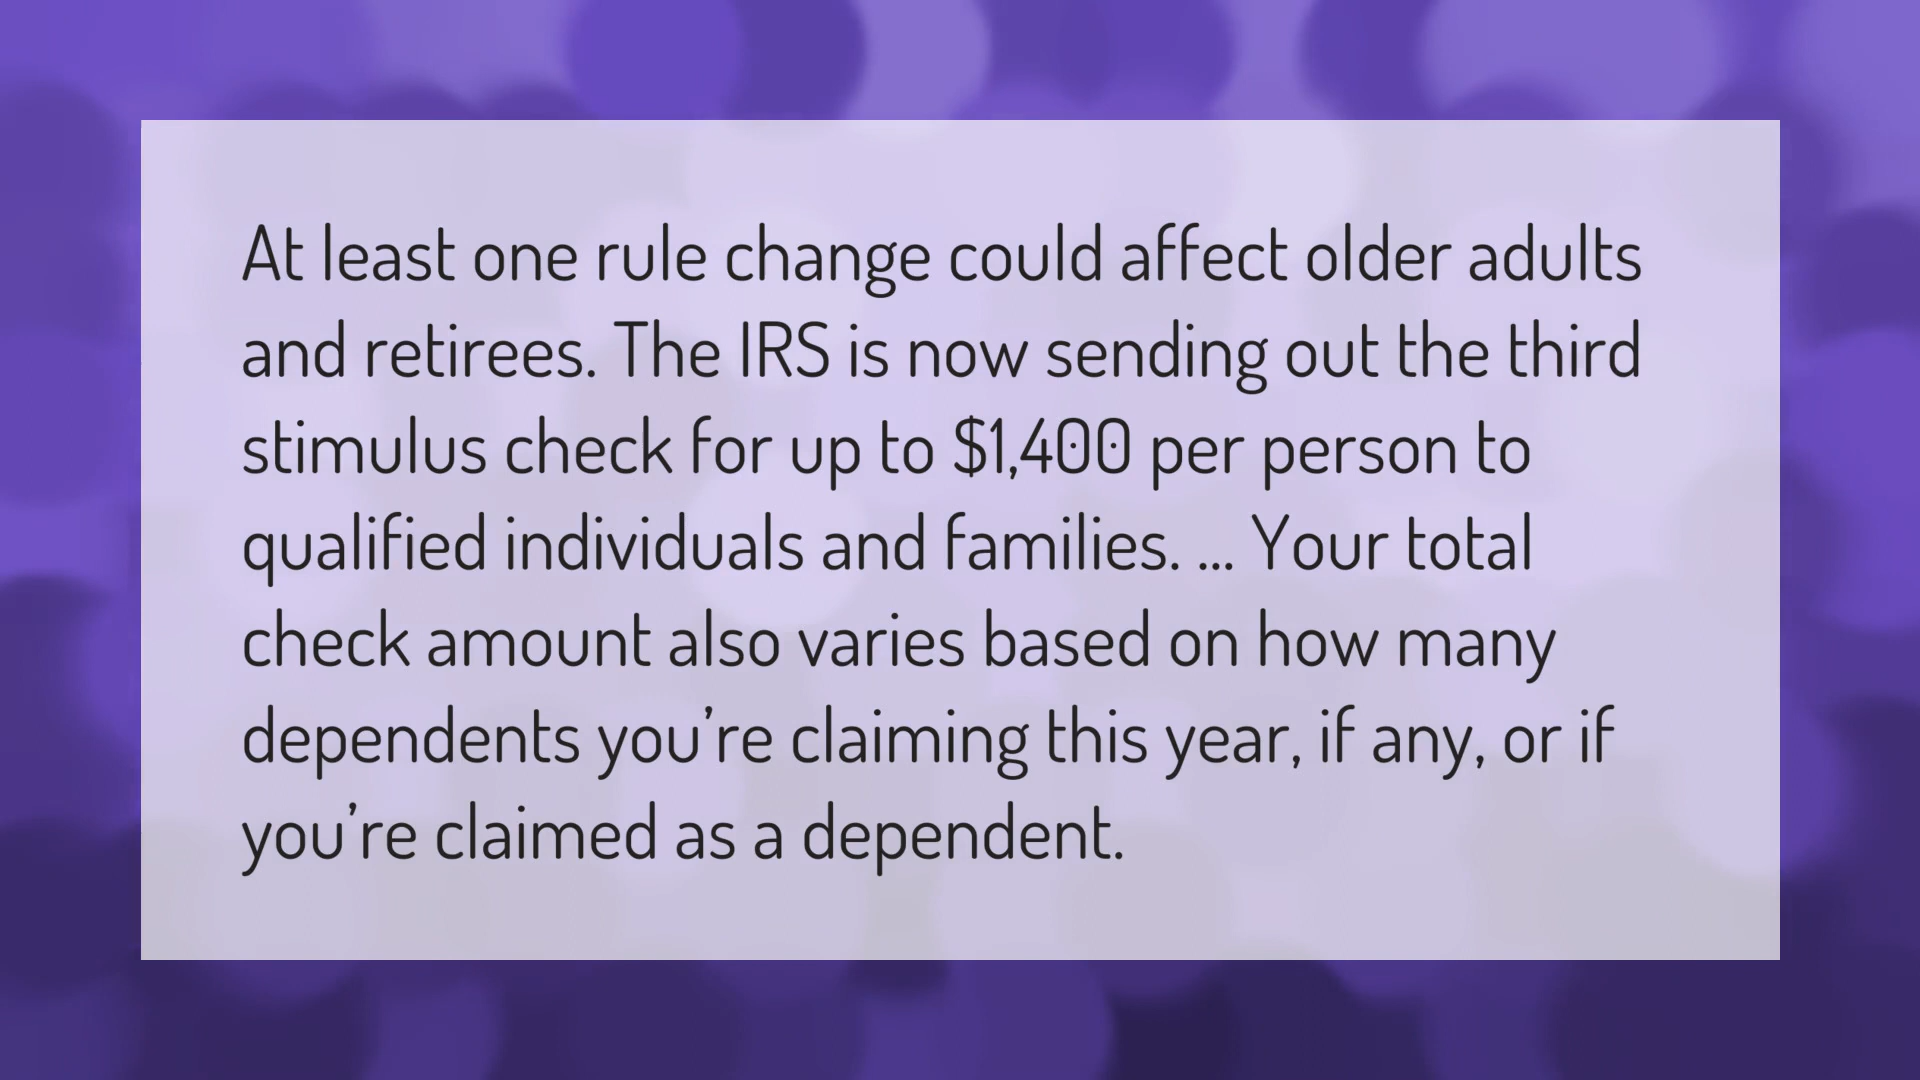 At least one rule change could affect older adults
and retirees. The IRS is now sending out the third
stimulus check for up to $1,400 per person to
qualified individuals and families. ... Your total
check amount also varies based on how many
dependents you're claiming this year, if any, or if
you're claimed as a dependent.